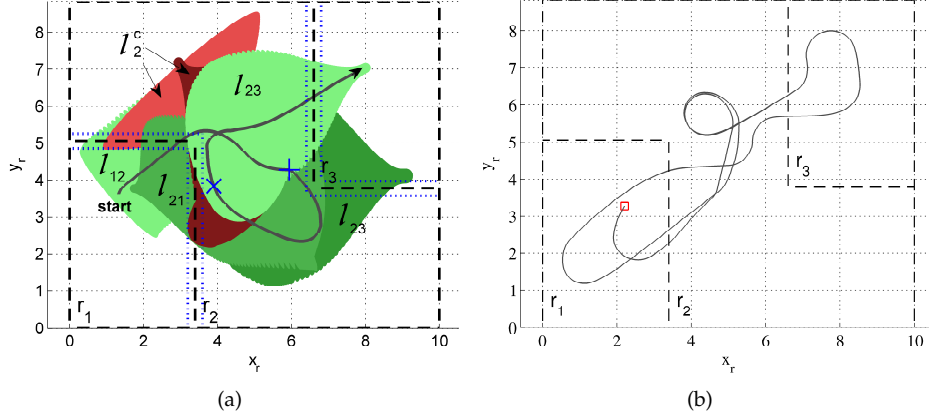 8
7
6
5
4
3
2
1
0
y_r
l_2^c
l_23
l_12
start
l_21
r_3
l_23
r_1
r_2
0 2 4 6 8 10
x_r
(a)
8
7
6
5
4
3
2
1
0
y_r
r_3
r_1
r_2
0 2 4 6 8 10
x_r
(b)